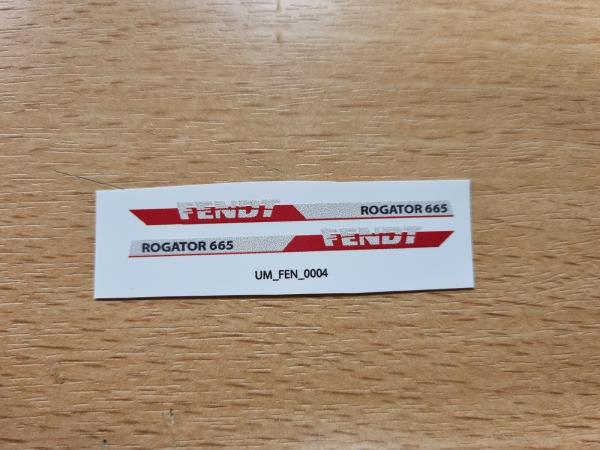 FENDT ROGATOR 665
ROGATOR 665 FENDT
UM_FEN_0004